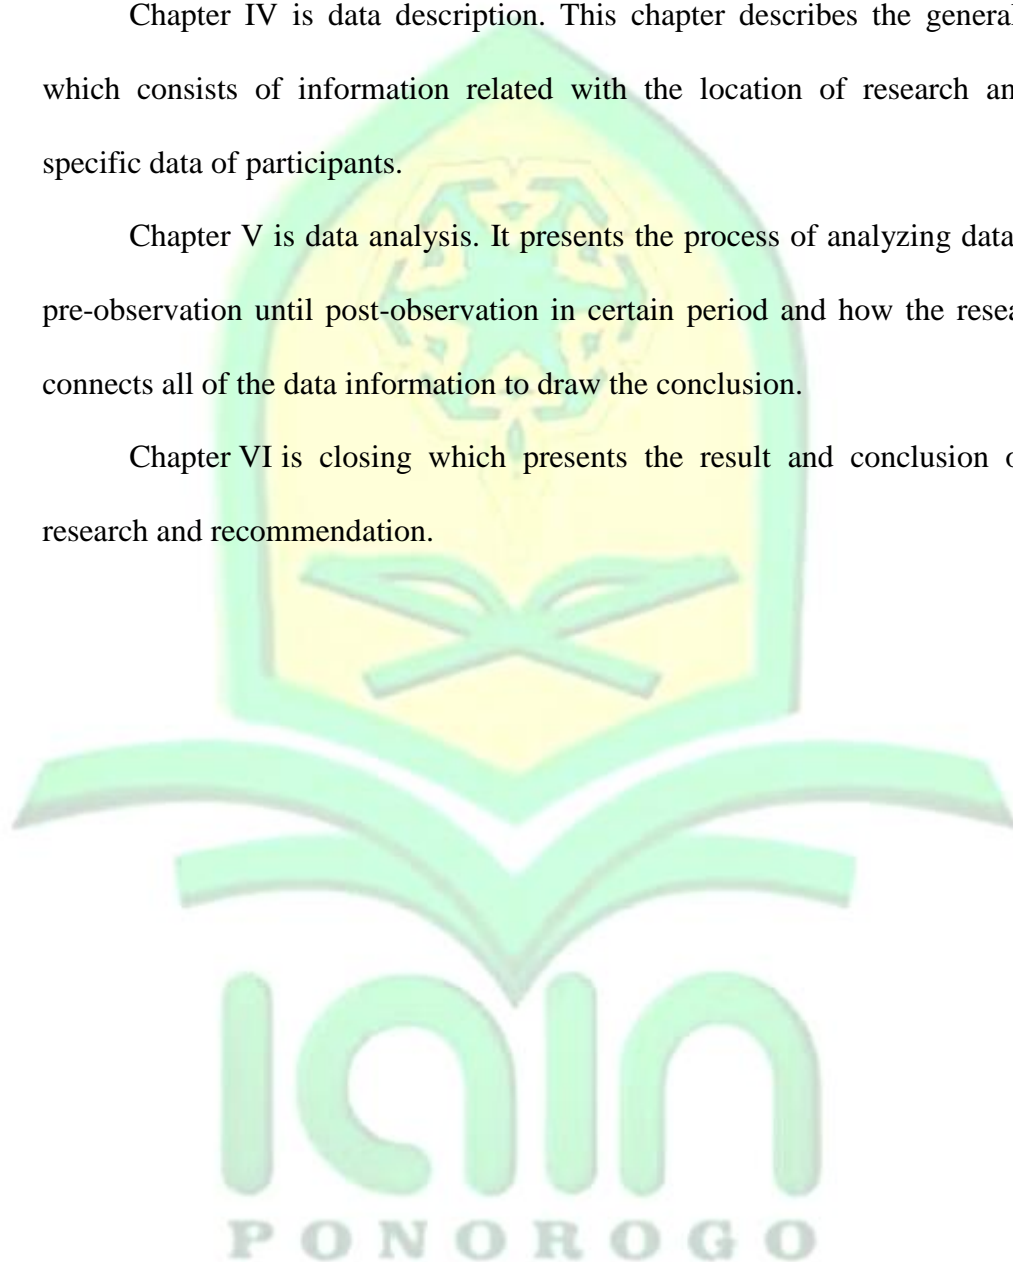 Chapter IV is data description. This chapter describes the general
which consists of information related with the location of research an
specific data of participants.
Chapter V is data analysis. It presents the process of analyzing data
pre-observation until post-observation in certain period and how the resea
connects all of the data information to draw the conclusion.
Chapter VI is closing which presents the result and conclusion o
research and recommendation.
iain
PONOROGO